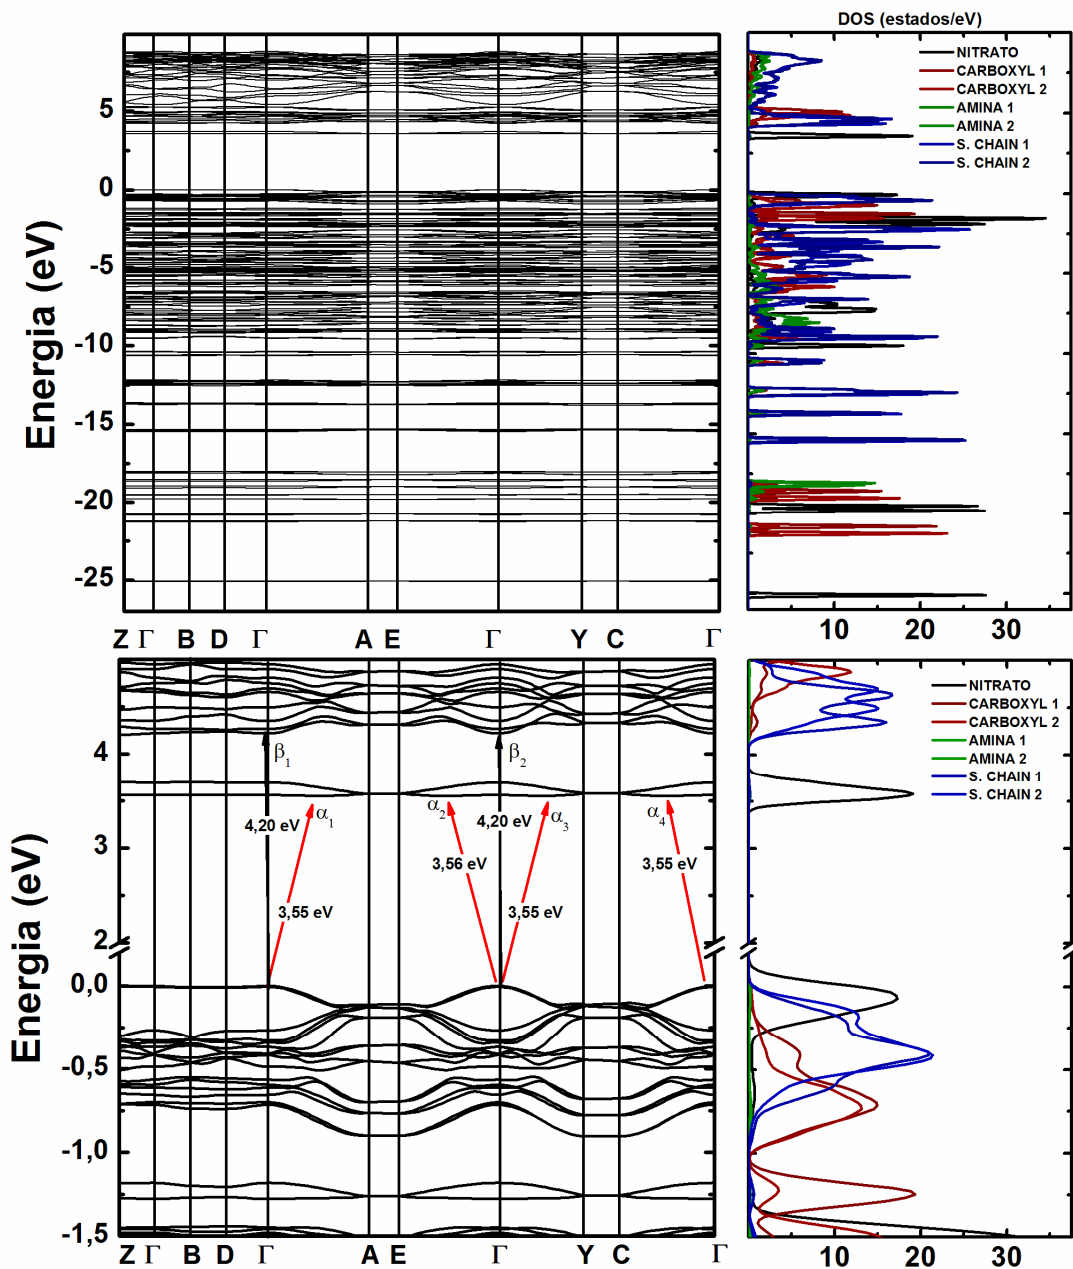 DOS (estados/eV)
NITRATO
CARBOXYL 1
CARBOXYL 2
AMINA 1
AMINA 2
S. CHAIN 1
S. CHAIN 2
Energia (eV)
5
0
-5
-10
-15
-20
-25
10 20 30
Z Γ B D Γ A E Γ Y C Γ
NITRATO
CARBOXYL 1
CARBOXYL 2
AMINA 1
AMINA 2
S. CHAIN 1
S. CHAIN 2
Energia (eV)
4
3
2
0,0
-0,5
-1,0
-1,5
β1
β2
α1
α2
α3
α4
4,20 eV
4,20 eV
3,56 eV
3,55 eV
3,55 eV
3,55 eV
Z Γ B D Γ A E Γ Y C Γ
10 20 30